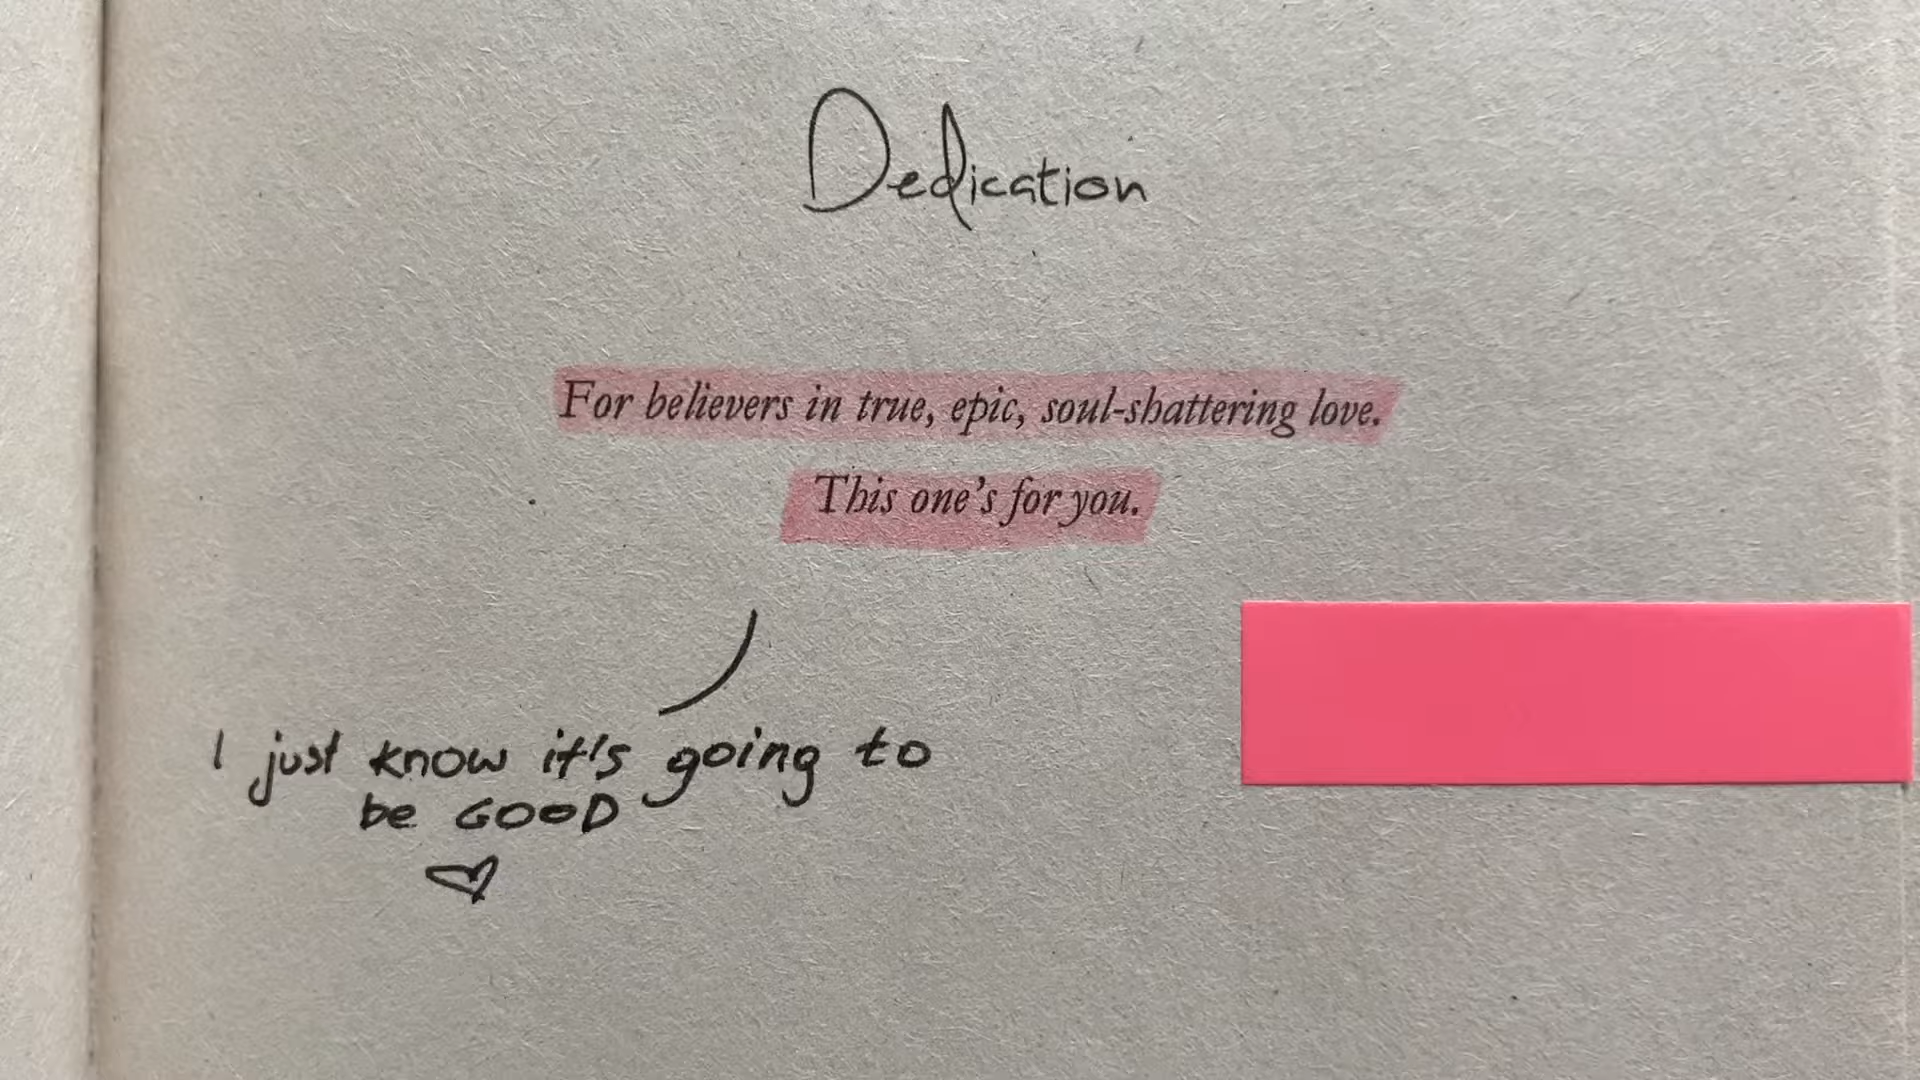 Dedication
For believers in true, epic, soul-shattering love.
This one's for you.
I just know it's going to
be GOOD